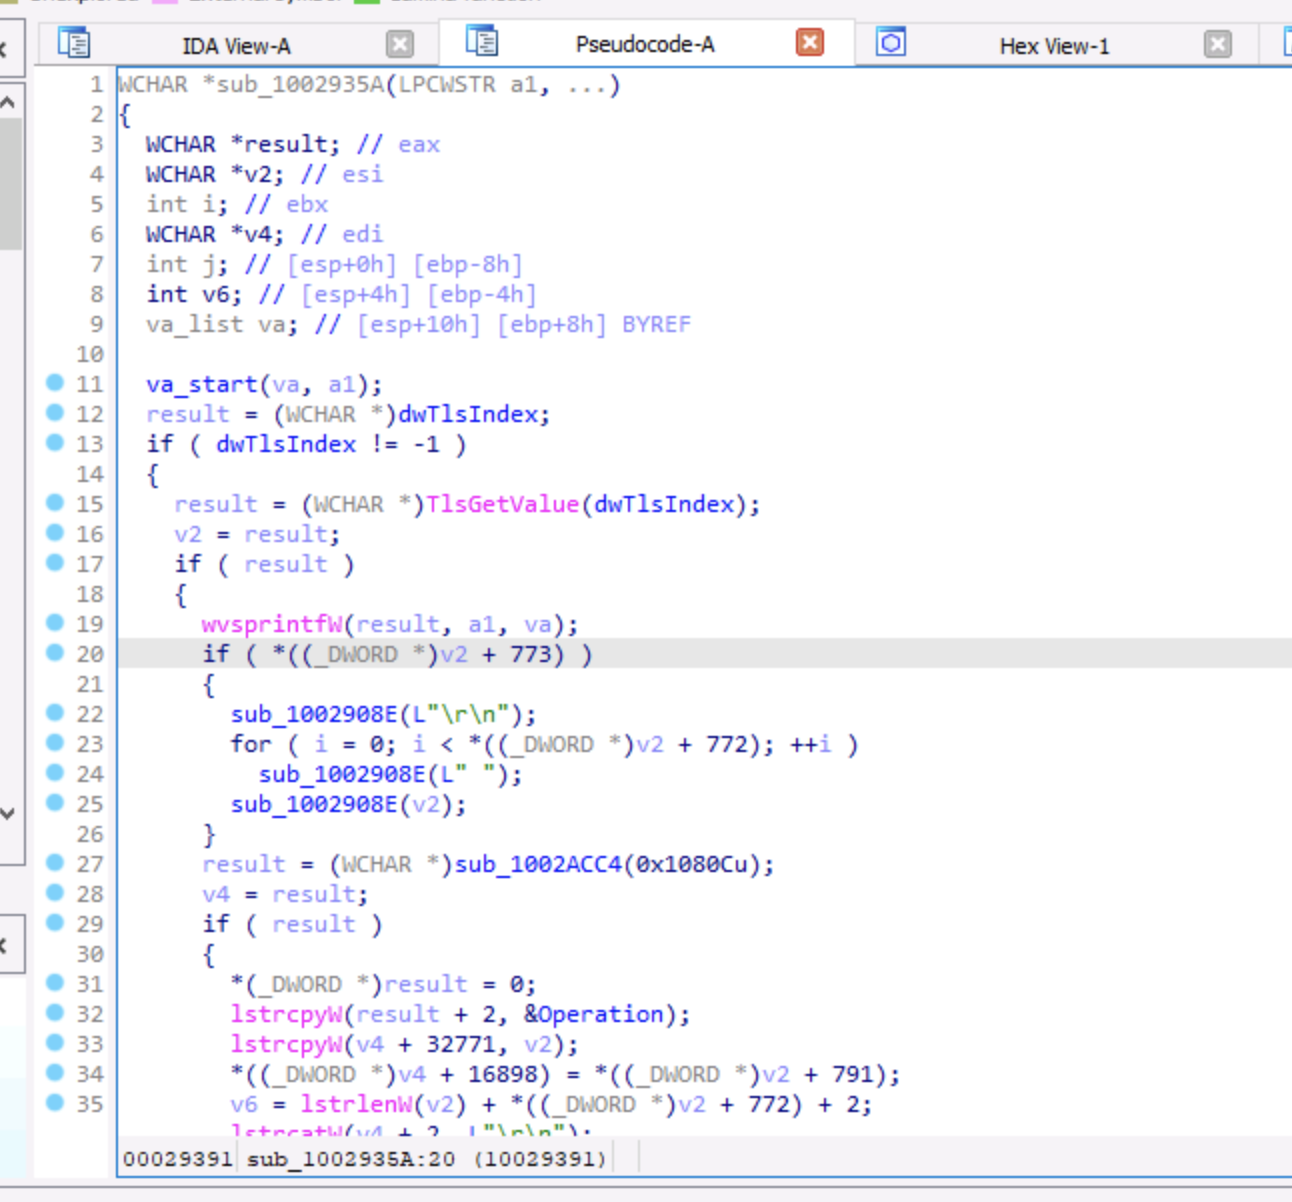 IDA View-A
Pseudocode-A
Hex View-1
1 WCHAR *sub_1002935A(LPCWSTR a1, ...)
2 {
3 WCHAR *result; // eax
4 WCHAR *v2; // esi
5 int i; // ebx
6 WCHAR *v4; // edi
7 int j; // [esp+0h] [ebp-8h]
8 int v6; // [esp+4h] [ebp-4h]
9 va_list va; // [esp+10h] [ebp+8h] BYREF
10
11 va_start(va, a1);
12 result = (WCHAR *)dwTlsIndex;
13 if ( dwTlsIndex != -1 )
14 {
15 result = (WCHAR *)TlsGetValue(dwTlsIndex);
16 v2 = result;
17 if ( result )
18 {
19 wvsprintfW(result, a1, va);
20 if ( *((_DWORD *)v2 + 773) )
21 {
22 sub_1002908E(L"\r\n");
23 for ( i = 0; i < *((_DWORD *)v2 + 772); ++i )
24 sub_1002908E(L" ");
25 sub_1002908E(v2);
26 }
27 result = (WCHAR *)sub_1002ACC4(0x1080Cu);
28 v4 = result;
29 if ( result )
30 {
31 *(_DWORD *)result = 0;
32 lstrcpyW(result + 2, &Operation);
33 lstrcpyW(v4 + 32771, v2);
34 *((_DWORD *)v4 + 16898) = *((_DWORD *)v2 + 791);
35 v6 = lstrlenW(v2) + *((_DWORD *)v2 + 772) + 2;
lstrcatW(v4 + 2, L"\r\n");
00029391 sub_1002935A:20 (10029391)